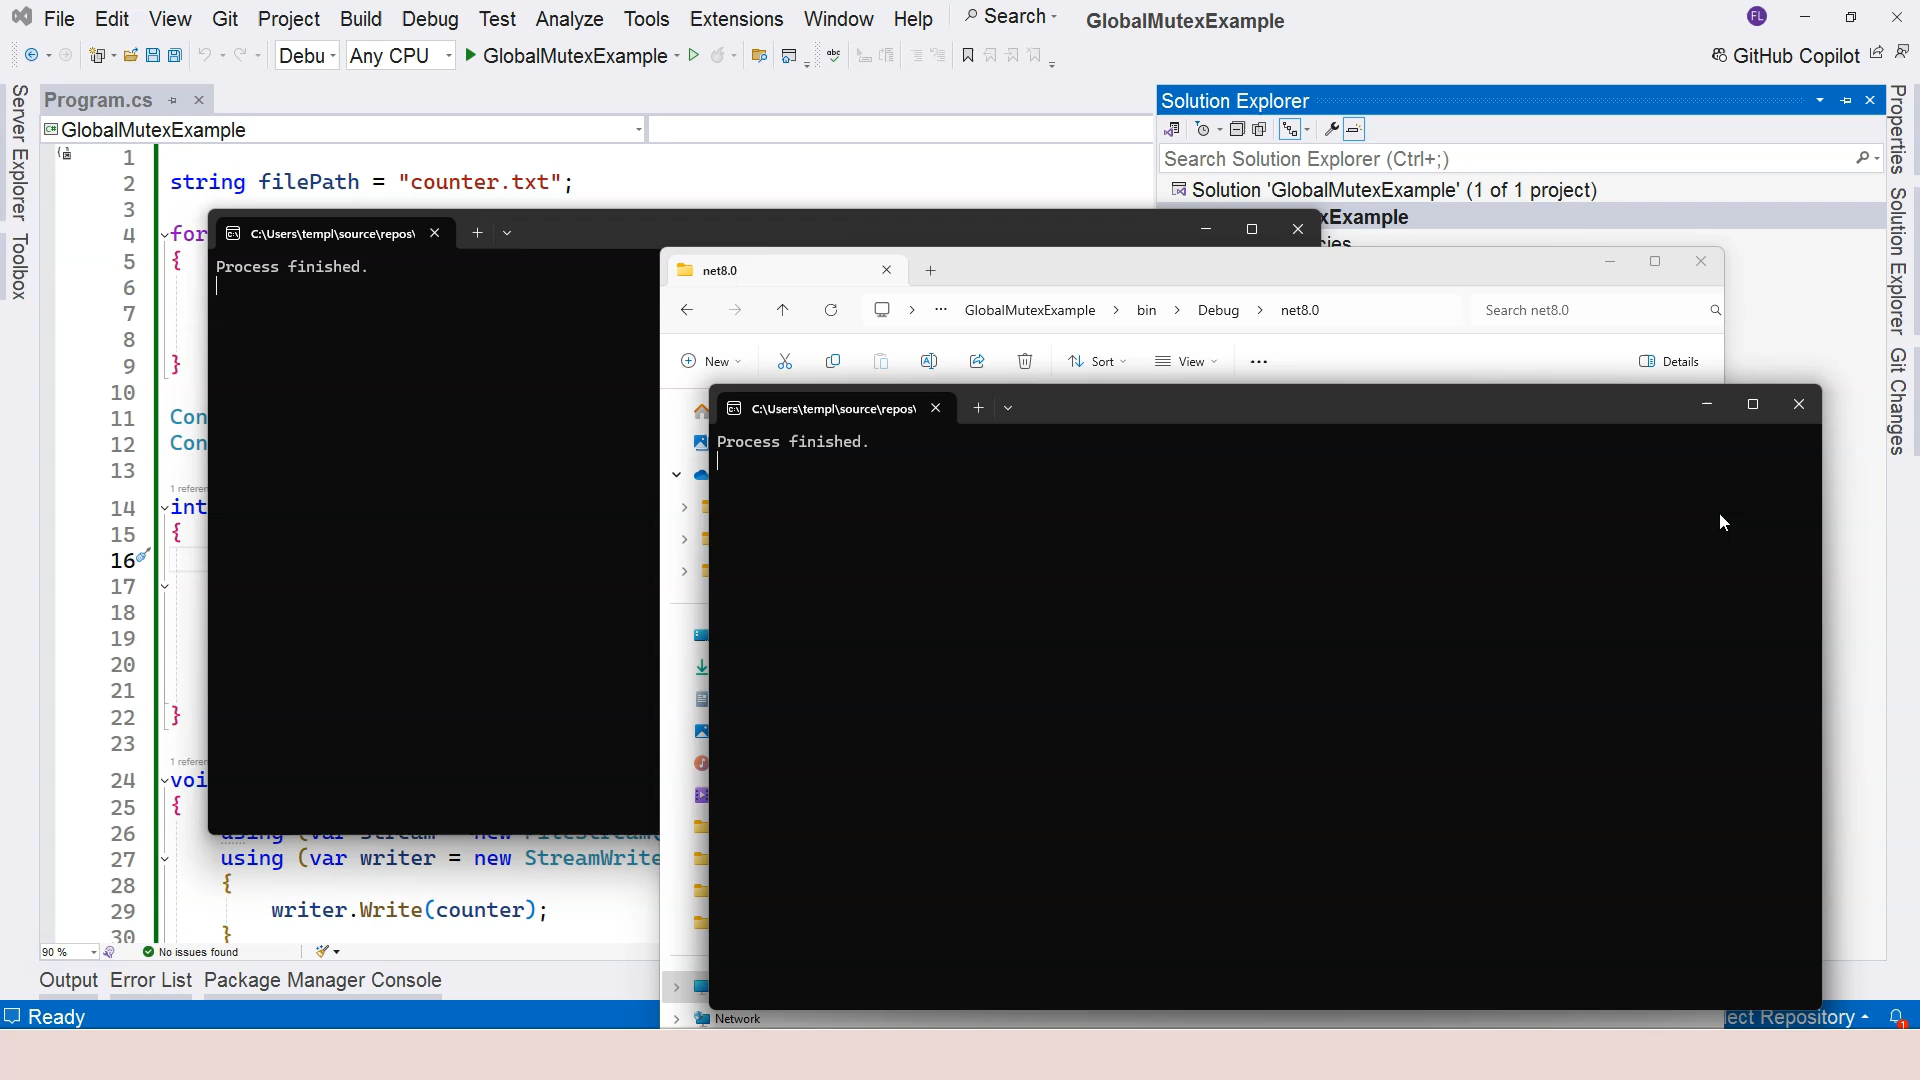 File Edit View Git Project Build Debug Test Analyze Tools Extensions Window Help Search GlobalMutexExample FL
Debu Any CPU GlobalMutexExample abc GitHub Copilot
Server Explorer
Toolbox
Program.cs
C# GlobalMutexExample
1
2 string filePath = "counter.txt";
3
4 for
5 {
6
7
8
9 }
10
11 Con
12 Con
13
14 int
15 {
16
17
18
19
20
21
22 }
23
24 voi
25 {
26
27 using (var writer = new StreamWrite
28 {
29 writer.Write(counter);
30 }
90 % No issues found
Output Error List Package Manager Console
Ready
Solution Explorer
Search Solution Explorer (Ctrl+;)
Solution 'GlobalMutexExample' (1 of 1 project)
xExample
cies
Properties
Solution Explorer
Git Changes
C:\Users\templ\source\repos\
Process finished.
net8.0
GlobalMutexExample bin Debug net8.0 Search net8.0
New Sort View Details
C:\Users\templ\source\repos\
Process finished.
Network
ect Repository
1